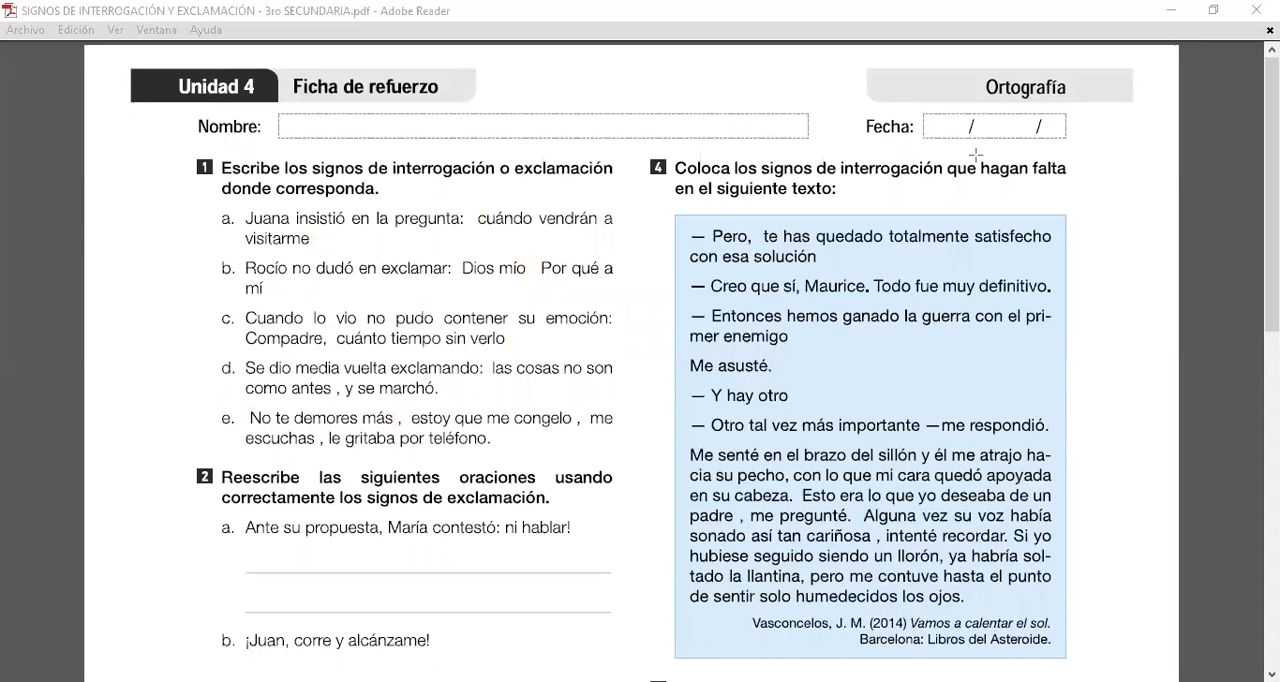 SIGNOS DE INTERROGACIÓN Y EXCLAMACIÓN - 3ro SECUNDARIA.pdf - Adobe Reader
Archivo Edición Ver Ventana Ayuda
Unidad 4 Ficha de refuerzo
Ortografía
Nombre:
Fecha: / /
1 Escribe los signos de interrogación o exclamación
donde corresponda.
a. Juana insistió en la pregunta: cuándo vendrán a
visitarme
b. Rocío no dudó en exclamar: Dios mío Por qué a
mí
c. Cuando lo vio no pudo contener su emoción:
Compadre, cuánto tiempo sin verlo
d. Se dio media vuelta exclamando: las cosas no son
como antes , y se marchó.
e. No te demores más , estoy que me congelo , me
escuchas , le gritaba por teléfono.
2 Reescribe las siguientes oraciones usando
correctamente los signos de exclamación.
a. Ante su propuesta, María contestó: ni hablar!
b. ¡Juan, corre y alcánzame!
4 Coloca los signos de interrogación que hagan falta
en el siguiente texto:
— Pero, te has quedado totalmente satisfecho
con esa solución
— Creo que sí, Maurice. Todo fue muy definitivo.
— Entonces hemos ganado la guerra con el pri-
mer enemigo
Me asusté.
— Y hay otro
— Otro tal vez más importante —me respondió.
Me senté en el brazo del sillón y él me atrajo ha-
cia su pecho, con lo que mi cara quedó apoyada
en su cabeza. Esto era lo que yo deseaba de un
padre , me pregunté. Alguna vez su voz había
sonado así tan cariñosa , intenté recordar. Si yo
hubiese seguido siendo un llorón, ya habría sol-
tado la llantina, pero me contuve hasta el punto
de sentir solo humedecidos los ojos.
Vasconcelos, J. M. (2014) Vamos a calentar el sol.
Barcelona: Libros del Asteroide.